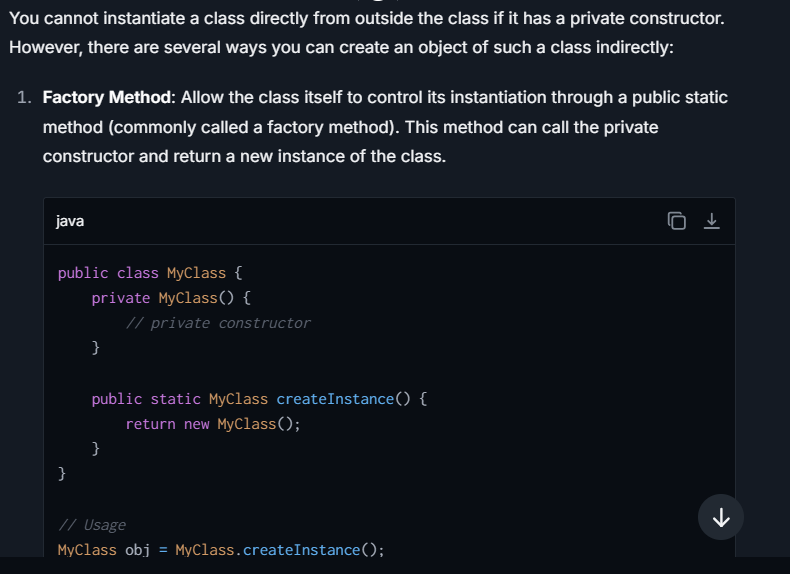 You cannot instantiate a class directly from outside the class if it has a private constructor.
However, there are several ways you can create an object of such a class indirectly:
1. Factory Method: Allow the class itself to control its instantiation through a public static
method (commonly called a factory method). This method can call the private
constructor and return a new instance of the class.
java
public class MyClass {
    private MyClass() {
        // private constructor
    }

    public static MyClass createInstance() {
        return new MyClass();
    }
}

// Usage
MyClass obj = MyClass.createInstance();